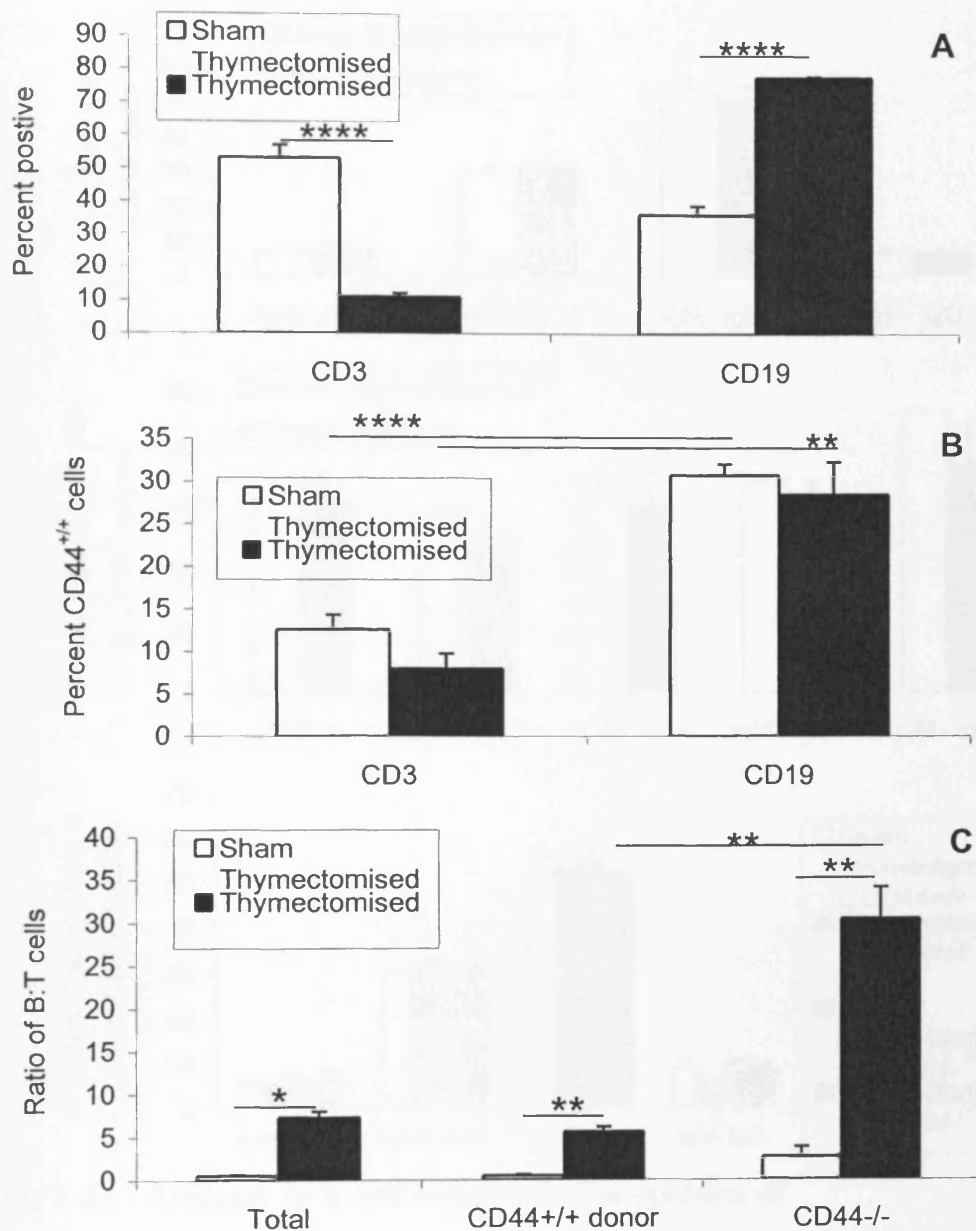 A
Sham
Thymectomised
Thymectomised
Percent postive
90
80
70
60
50
40
30
20
10
0
****
****
CD3
CD19
B
Sham
Thymectomised
Thymectomised
Percent CD44+/+ cells
35
30
25
20
15
10
5
0
****
**
CD3
CD19
C
Sham
Thymectomised
Thymectomised
Ratio of B:T cells
40
35
30
25
20
15
10
5
0
*
**
**
**
Total
CD44+/+ donor
CD44-/-